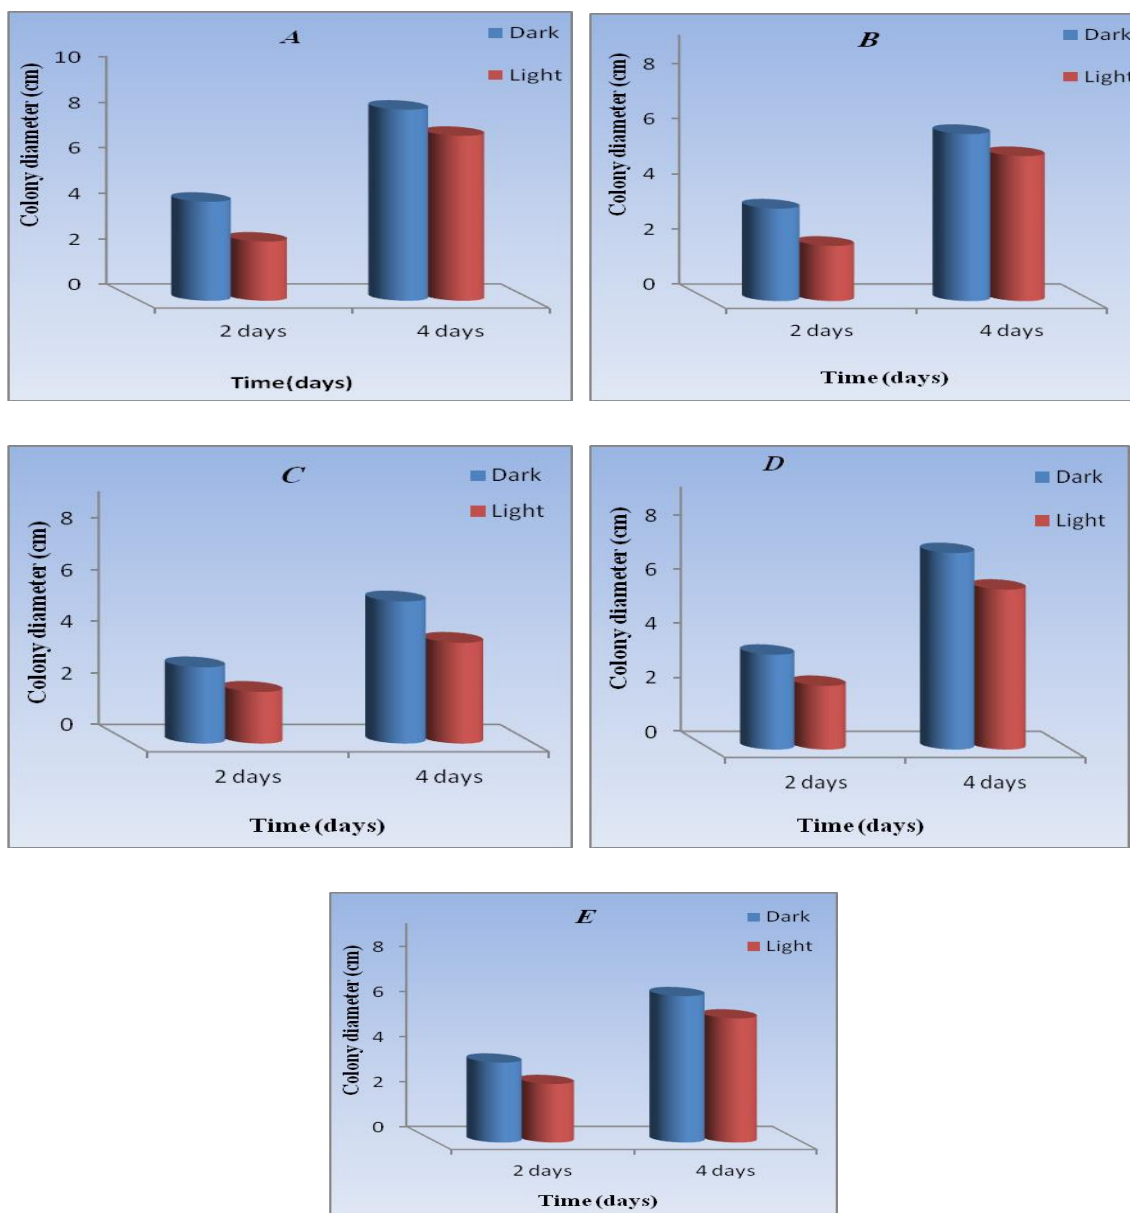 A
Dark
Light
Colony diameter (cm)
10
8
6
4
2
0
2 days
4 days
Time(days)
B
Dark
Light
Colony diameter (cm)
8
6
4
2
0
2 days
4 days
Time (days)
C
Dark
Light
Colony diameter (cm)
8
6
4
2
0
2 days
4 days
Time (days)
D
Dark
Light
Colony diameter (cm)
8
6
4
2
0
2 days
4 days
Time (days)
E
Dark
Light
Colony diameter (cm)
8
6
4
2
0
2 days
4 days
Time (days)